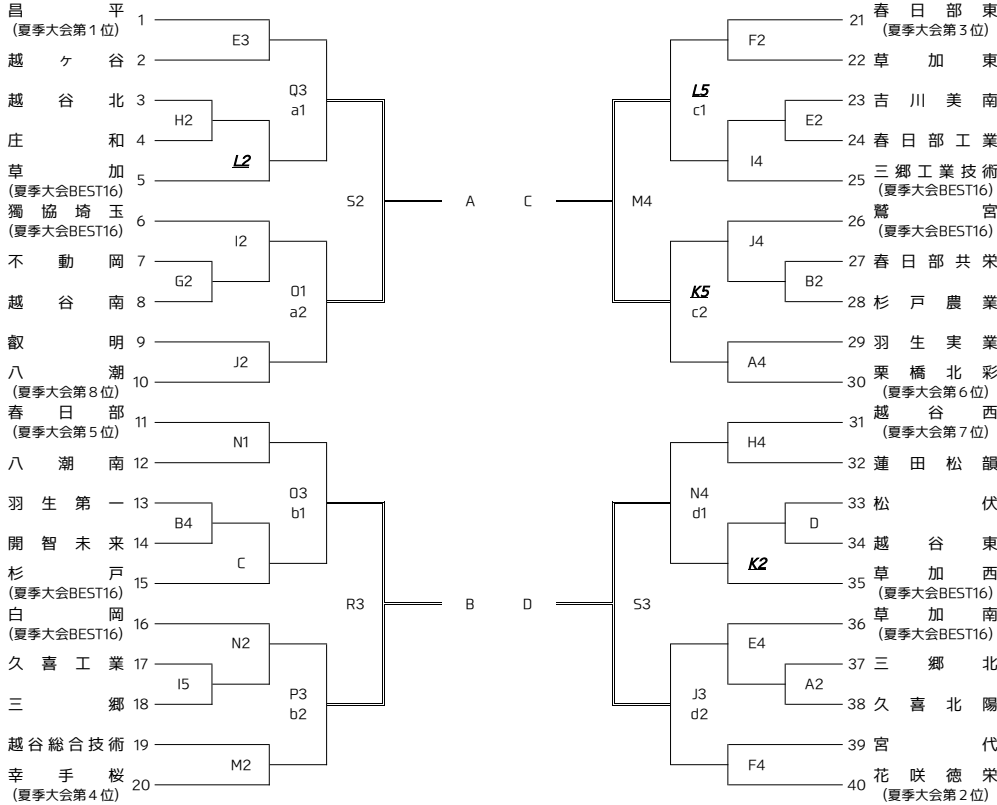 昌平 1
(夏季大会第1位)
E3
越ヶ谷 2
Q3
a1
越谷北 3
H2
庄和 4
L2
草加 5
(夏季大会BEST16)
S2
A
獨協埼玉 6
(夏季大会BEST16)
I2
不動岡 7
G2
越谷南 8
O1
a2
叡明 9
J2
八潮 10
(夏季大会第8位)
春日部 11
(夏季大会第5位)
N1
八潮南 12
O3
b1
羽生第一 13
B4
開智未来 14
C
杉戸 15
(夏季大会BEST16)
R3
B
白岡 16
(夏季大会BEST16)
N2
久喜工業 17
I5
三郷 18
P3
b2
越谷総合技術 19
M2
幸手桜 20
(夏季大会第4位)
21 春日部東
(夏季大会第3位)
F2
22 草加東
L5
c1
23 吉川美南
E2
24 春日部工業
I4
25 三郷工業技術
(夏季大会BEST16)
C
M4
26 鷲宮
(夏季大会BEST16)
J4
27 春日部共栄
B2
28 杉戸農業
K5
c2
29 羽生実業
A4
30 栗橋北彩
(夏季大会第6位)
31 越谷西
(夏季大会第7位)
H4
32 蓮田松韻
N4
d1
33 松伏
D
34 越谷東
K2
35 草加西
(夏季大会BEST16)
D
S3
36 草加南
(夏季大会BEST16)
E4
37 三郷北
A2
38 久喜北陽
J3
d2
39 宮代
F4
40 花咲徳栄
(夏季大会第2位)